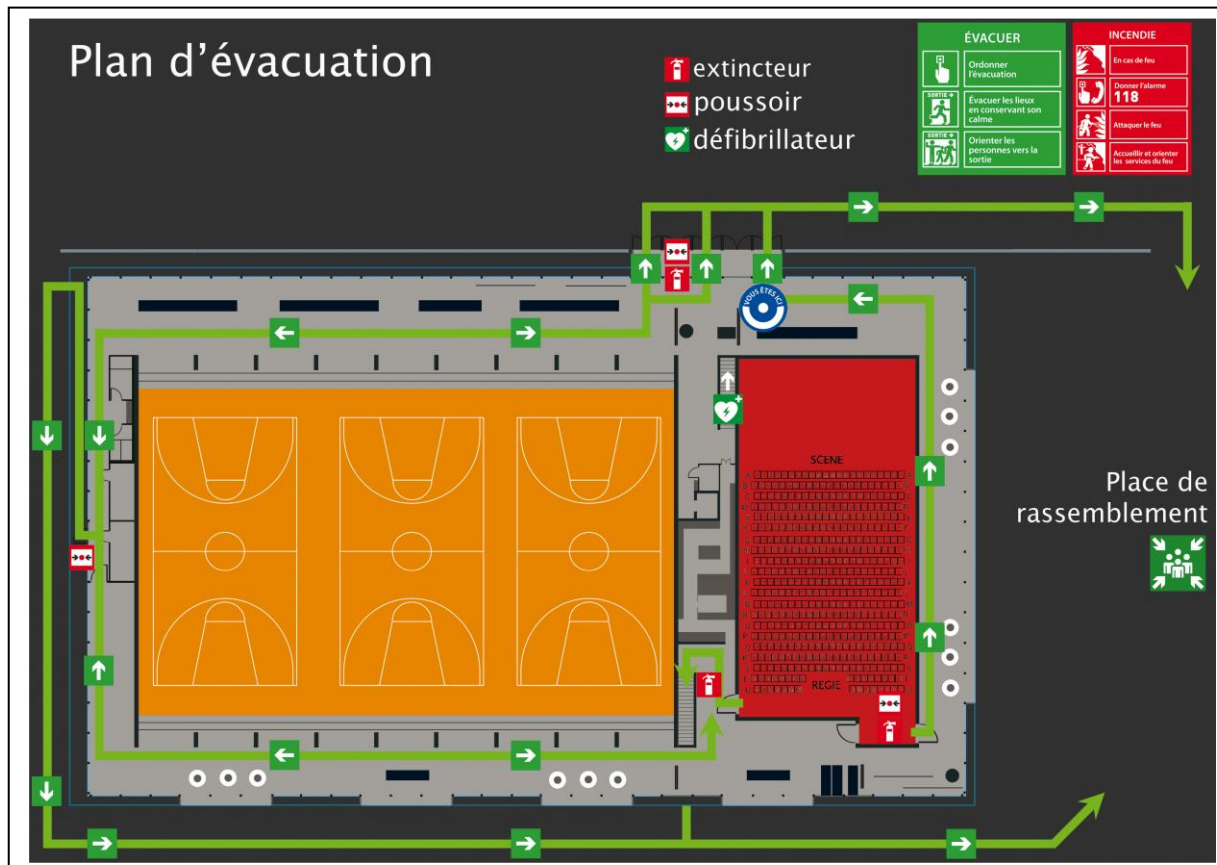 Plan d'évacuation
extincteur
poussoir
défibrillateur
ÉVACUER
Ordonner
l'évacuation
SORTIE
Évacuer les lieux
en conservant son
calme
SORTIE
Orienter les
personnes vers la
sortie
INCENDIE
En cas de feu
Donner l'alarme
118
Attaquer le feu
Accueillir et orienter
les services du feu
VOUS ÊTES ICI
SCENE
REGIE
Place de
rassemblement